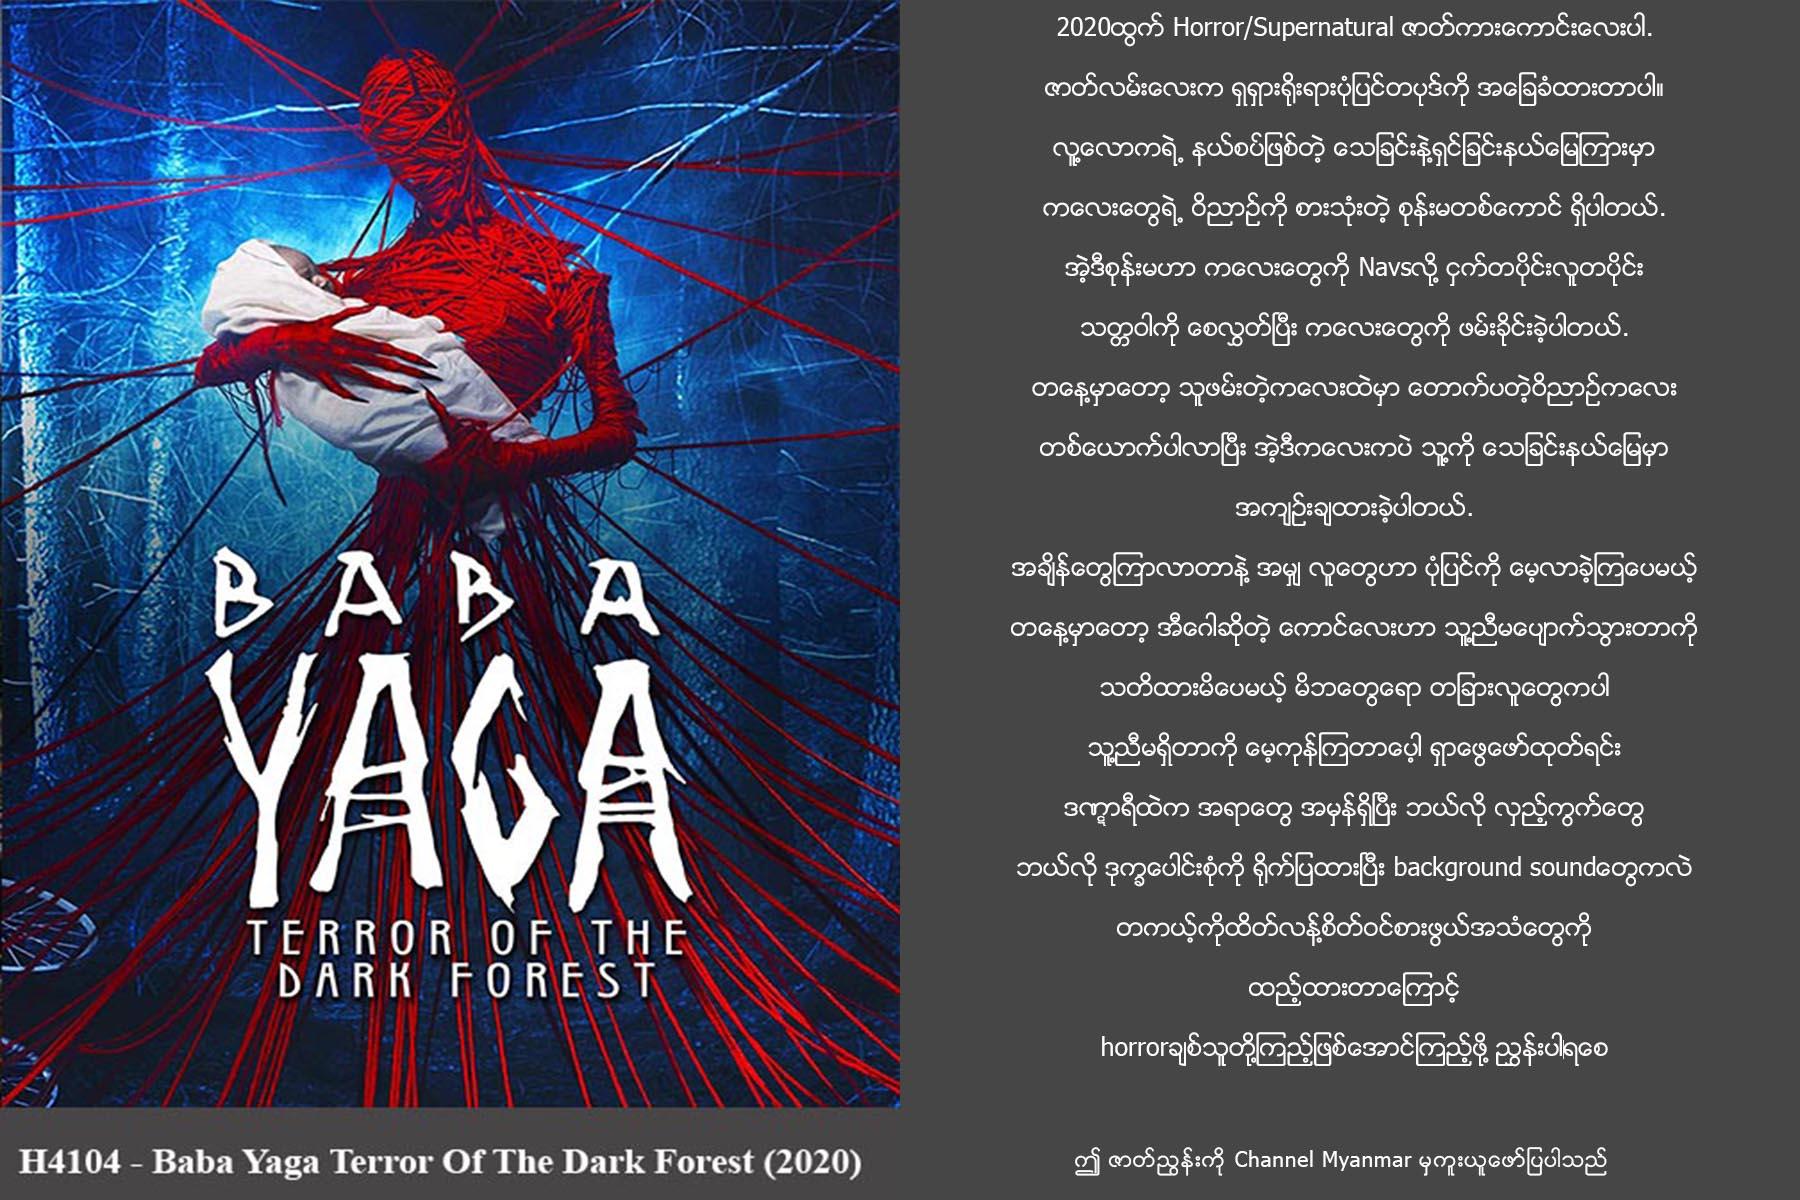 BABA
YAGA
TERROR OF THE
DARK FOREST
H4104 - Baba Yaga Terror Of The Dark Forest (2020)
2020ထွက် Horror/Supernatural ဇာတ်ကားကောင်းလေးပါ.
ဇာတ်လမ်းလေးက ရှရှားရိုးရားပုံပြင်တပုဒ်ကို အခြေခံထားတာပါ။
လူ့လောကရဲ့ နယ်စပ်ဖြစ်တဲ့ သေခြင်းနဲ့ရှင်ခြင်းနယ်မြေကြားမှာ
ကလေးတွေရဲ့ ဝိညာဉ်ကို စားသုံးတဲ့ စုန်းမတစ်ကောင် ရှိပါတယ်.
အဲ့ဒီစုန်းမဟာ ကလေးတွေကို Navsလို့ ငှက်တပိုင်းလူတပိုင်း
သတ္တဝါကို စေလွှတ်ပြီး ကလေးတွေကို ဖမ်းခိုင်းခဲ့ပါတယ်.
တနေ့မှာတော့ သူဖမ်းတဲ့ကလေးထဲမှာ တောက်ပတဲ့ဝိညာဉ်ကလေး
တစ်ယောက်ပါလာပြီး အဲ့ဒီကလေးကပဲ သူ့ကို သေခြင်းနယ်မြေမှာ
အကျဉ်းချထားခဲ့ပါတယ်.
အချိန်တွေကြာလာတာနဲ့ အမျှ လူတွေဟာ ပုံပြင်ကို မေ့လာခဲ့ကြပေမယ့်
တနေ့မှာတော့ အီဂေါဆိုတဲ့ ကောင်လေးဟာ သူ့ညီမပျောက်သွားတာကို
သတိထားမိပေမယ့် မိဘတွေရော တခြားလူတွေကပါ
သူ့ညီမရှိတာကို မေ့ကုန်ကြတာပေ့ါ ရှာဖွေဖော်ထုတ်ရင်း
ဒဏ္ဍာရီထဲက အရာတွေ အမှန်ရှိပြီး ဘယ်လို လှည့်ကွက်တွေ
ဘယ်လို ဒုက္ခပေါင်းစုံကို ရိုက်ပြထားပြီး background soundတွေကလဲ
တကယ့်ကိုထိတ်လန့်စိတ်ဝင်စားဖွယ်အသံတွေကို
ထည့်ထားတာကြောင့်
horrorချစ်သူတို့ကြည့်ဖြစ်အောင်ကြည့်ဖို့ ညွှန်းပါရစေ
ဤ ဇာတ်ညွှန်းကို Channel Myanmar မှကူးယူဖော်ပြပါသည်